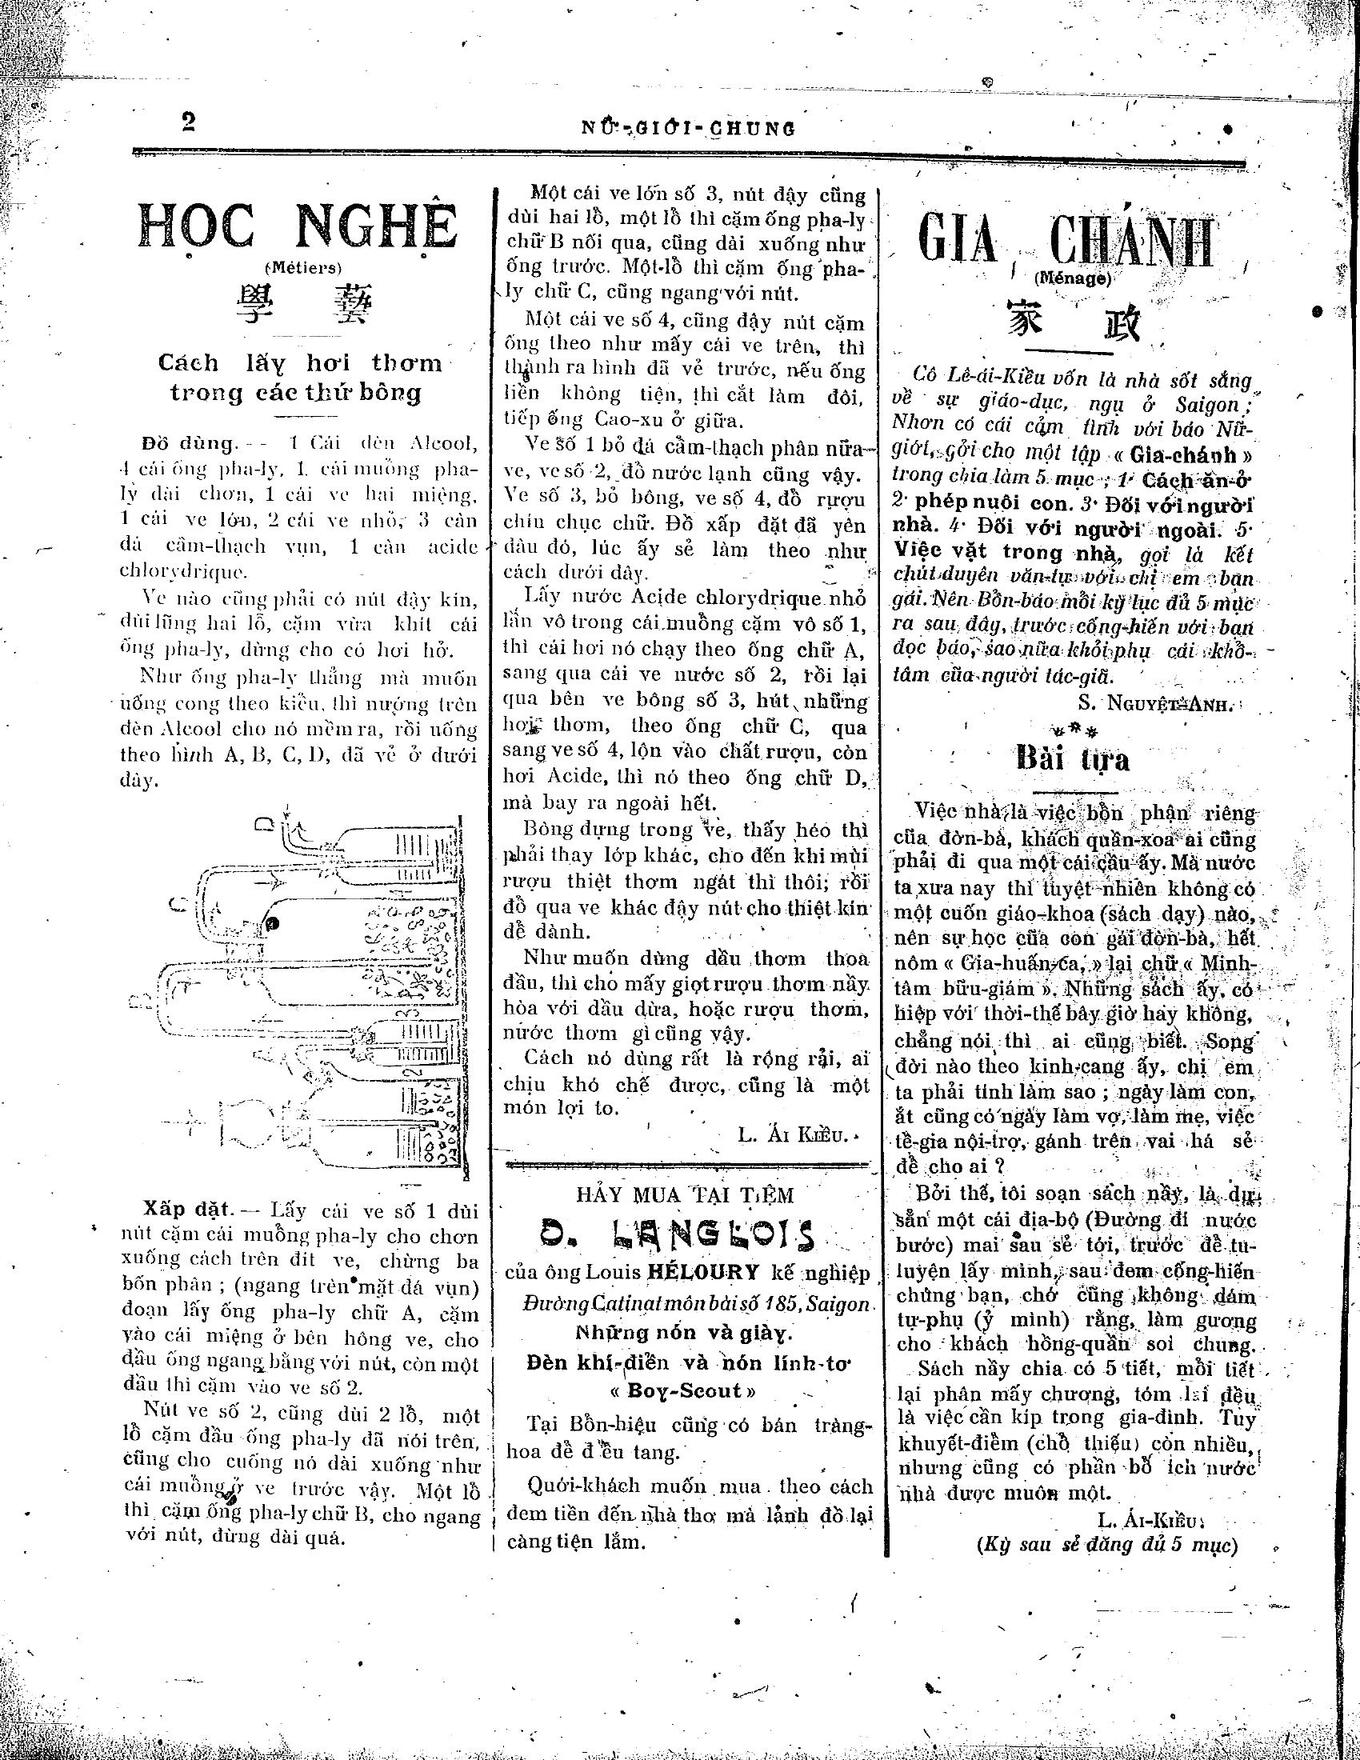 2
NỮ-GIỚI-CHUNG
HỌC NGHỆ
(Métiers)
學 藝
Cách lấy hơi thơm
trong các thứ bông
Đồ dùng. -- 1 Cái đèn Alcool,
4 cái ống pha-ly, 1 cái muồng pha-
ly dài chơn, 1 cái ve hai miệng,
1 cái ve lớn, 2 cái ve nhỏ, 3 cân
đá cẩm-thạch vụn, 1 cân acide
chlorydrique.
Ve nào cũng phải có nút đậy kín,
dùi lũng hai lỗ, cặm vừa khít cái
ống pha-ly, đừng cho có hơi hở.
Như ống pha-ly thẳng mà muốn
uống cong theo kiểu, thì nướng trên
đèn Alcool cho nó mềm ra, rồi uống
theo hình A, B, C, D, đã vẻ ở dưới
dây.
D
C
B
3
2
Xắp đặt. — Lấy cái ve số 1 dùi
nút cặm cái muồng pha-ly cho chơn
xuống cách trên đít ve, chừng ba
bốn phân ; (ngang trên mặt đá vụn)
đoạn lấy ống pha-ly chữ A, cặm
vào cái miệng ở bên hông ve, cho
đầu ống ngang bằng với nút, còn một
đầu thì cặm vào ve số 2.
Nút ve số 2, cũng dùi 2 lỗ, một
lỗ cặm đầu ống pha-ly đã nói trên,
cũng cho cuống nó dài xuống như
cái muồng ở ve trước vậy. Một lỗ
thì cặm ống pha-ly chữ B, cho ngang
với nút, đừng dài quá.
Một cái ve lớn số 3, nút đậy cũng
dùi hai lỗ, một lỗ thì cặm ống pha-ly
chữ B nối qua, cũng dài xuống như
ống trước. Một lỗ thì cặm ống pha-
ly chữ C, cũng ngang với nút.
Một cái ve số 4, cũng đậy nút cặm
ống theo như mấy cái ve trên, thì
thành ra hình đã vẻ trước, nếu ống
liền không tiện, thì cắt làm đôi,
tiếp ống Cao-xu ở giữa.
Ve số 1 bỏ đá cẩm-thạch phân nữa
ve, ve số 2, đồ nước lạnh cũng vậy.
Ve số 3, bỏ bông, ve số 4, đồ rượu
chín chục chữ. Đồ xắp đặt đã yên
đâu đó, lúc ấy sẻ làm theo như
cách dưới dây.
Lấy nước Acide chlorydrique nhỏ
lần vô trong cái muồng cặm vô số 1,
thì cái hơi nó chạy theo ống chữ A,
sang qua cái ve nước số 2, rồi lại
qua bên ve bông số 3, hút những
hơi thơm, theo ống chữ C, qua
sang ve số 4, lộn vào chất rượu, còn
hơi Acide, thì nó theo ống chữ D,
mà bay ra ngoài hết.
Bông đựng trong ve, thấy héo thì
phải thay lớp khác, cho đến khi mùi
rượu thiệt thơm ngát thì thôi; rồi
đồ qua ve khác đậy nút cho thiệt kín
để dành.
Như muốn dùng dầu thơm thoa
đầu, thì cho mấy giọt rượu thơm nầy
hòa với dầu dừa, hoặc rượu thơm,
nước thơm gì cũng vậy.
Cách nó dùng rất là rộng rải, ai
chịu khó chế được, cũng là một
món lợi to.
L. ÁI KIỀU.
HÃY MUA TẠI TIỆM
D. LANGLOIS
của ông Louis HÉLOURY kế nghiệp
Đường Catinat môn bài số 185, Saigon.
Những nón và giày.
Đèn khí-điển và nón lính-tơ
« Boy-Scout »
Tại Bồn-hiệu cũng có bán tràng-
hoa để điếu tang.
Quới-khách muốn mua theo cách
đem tiền đến nhà thơ mà lảnh đồ lại
càng tiện lắm.
GIA CHÁNH
(Ménage)
家 政
Cô Lê-ái-Kiều vốn là nhà sốt sắng
về sự giáo-dục, ngụ ở Saigon ;
Nhơn có cái cảm tình với báo Nữ-
giới, gởi cho một tập « Gia-chánh »
trong chia làm 5 mục ; 1· Cách ăn-ở
2· phép nuôi con. 3· Đối với người
nhà. 4· Đối với người ngoài. 5·
Việc vặt trong nhà, gọi là kết
chút duyên văn-tự với chị em bạn
gái. Nên Bồn-báo mỗi kỳ lục đủ 5 mục
ra sau đây, trước cống-hiến với bạn
đọc báo, sao nữa khỏi phụ cái khổ-
tâm của người tác-giã.
S. NGUYỆT-ANH.
***
Bài tựa
Việc nhà, là việc bồn phận riêng
của đờn-bà, khách quần-xoa ai cũng
phải đi qua một cái cầu ấy. Mà nước
ta xưa nay thì tuyệt-nhiên không có
một cuốn giáo-khoa (sách dạy) nào,
nên sự học của con gái đờn-bà, hết
nôm « Gia-huấn-ca, » lại chữ « Minh-
tâm bữu-giám ». Những sách ấy, có
hiệp với thời-thế bây giờ hay không,
chẳng nói thì ai cũng biết. Song
đời nào theo kinh-cang ấy, chị em
ta phải tính làm sao ; ngày làm con,
ắt cũng có ngày làm vợ, làm mẹ, việc
tề-gia nội-trợ, gánh trên vai há sẻ
để cho ai ?
Bởi thế, tôi soạn sách nầy, là dự
sẳn một cái địa-bộ (Đường đi nước
bước) mai sau sẻ tới, trước để tu-
luyện lấy mình, sau đem cống-hiến
chúng bạn, chớ cũng không dám
tự-phụ (ỷ mình) rằng, làm gương
cho khách hồng-quần soi chung.
Sách nầy chia có 5 tiết, mỗi tiết
lại phân mấy chương, tóm lại đều
là việc cần kíp trong gia-đình. Tuy
khuyết-điểm (chỗ thiếu) còn nhiều,
nhưng cũng có phần bổ ích nước
nhà được muôn một.
L. ÁI-KIỀU.
(Kỳ sau sẻ đăng đủ 5 mục)